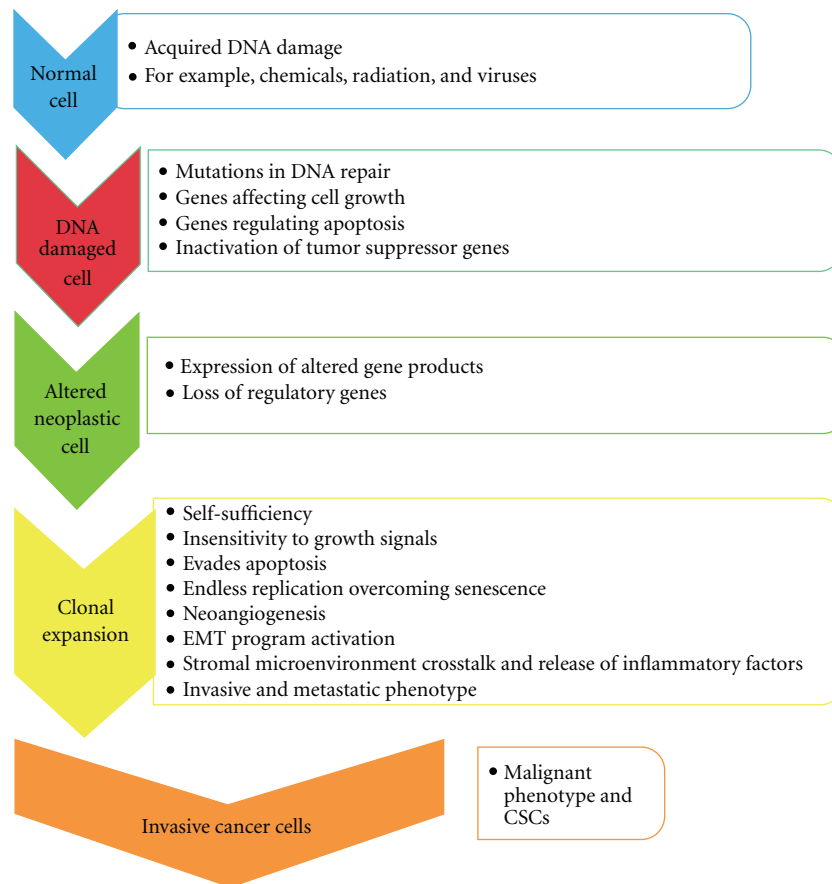 Normal
cell
• Acquired DNA damage
• For example, chemicals, radiation, and viruses
DNA
damaged
cell
• Mutations in DNA repair
• Genes affecting cell growth
• Genes regulating apoptosis
• Inactivation of tumor suppressor genes
Altered
neoplastic
cell
• Expression of altered gene products
• Loss of regulatory genes
Clonal
expansion
• Self-sufficiency
• Insensitivity to growth signals
• Evades apoptosis
• Endless replication overcoming senescence
• Neoangiogenesis
• EMT program activation
• Stromal microenvironment crosstalk and release of inflammatory factors
• Invasive and metastatic phenotype
Invasive cancer cells
• Malignant
phenotype and
CSCs